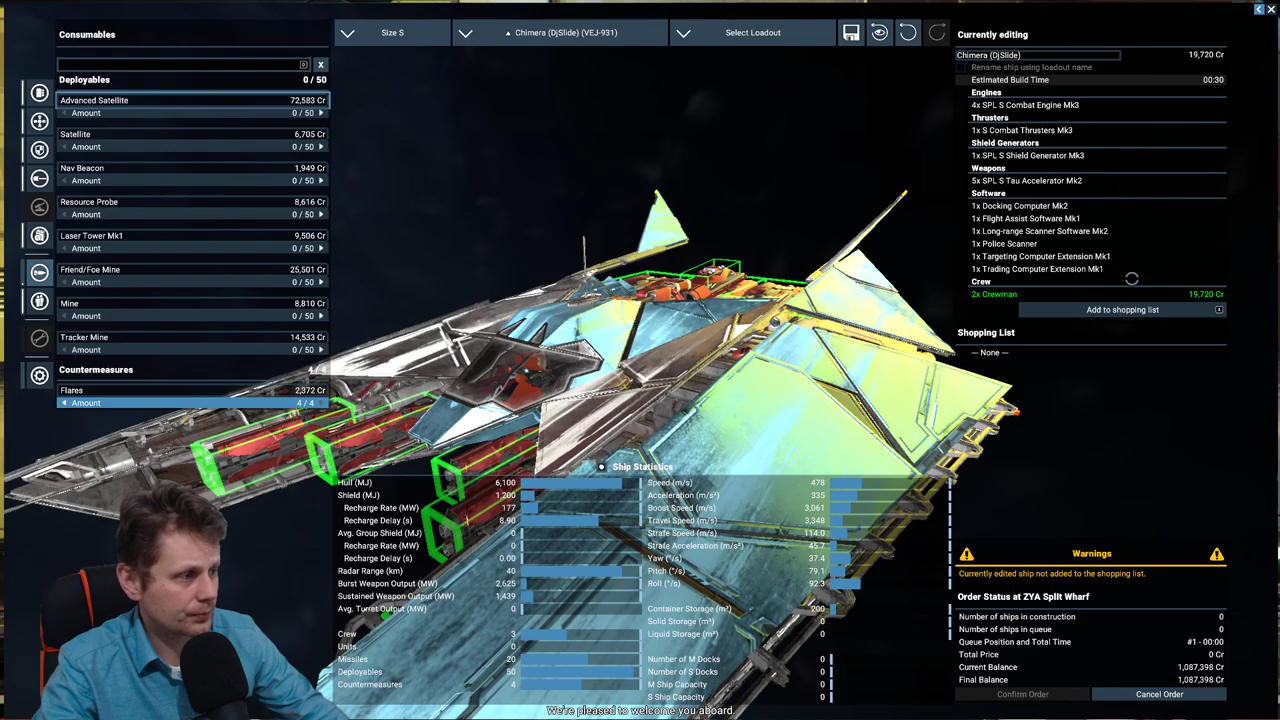 Consumables
x
Deployables 0 / 50
Advanced Satellite 72,583 Cr
Amount 0 / 50
Satellite 6,705 Cr
Amount 0 / 50
Nav Beacon 1,949 Cr
Amount 0 / 50
Resource Probe 8,616 Cr
Amount 0 / 50
Laser Tower Mk1 9,506 Cr
Amount 0 / 50
Friend/Foe Mine 25,501 Cr
Amount 0 / 50
Mine 8,810 Cr
Amount 0 / 50
Tracker Mine 14,533 Cr
Amount 0 / 50
Countermeasures 4 / 4
Flares 2,372 Cr
Amount 4 / 4
Size S
Chimera (DjSlide) (VEJ-931)
Select Loadout
Ship Statistics
Hull (MJ) 6,100
Shield (MJ) 1,200
Recharge Rate (MW) 177
Recharge Delay (s) 8.90
Avg. Group Shield (MJ) 0
Recharge Rate (MW) 0
Recharge Delay (s) 0.00
Radar Range (km) 40
Burst Weapon Output (MW) 2,625
Sustained Weapon Output (MW) 1,439
Avg. Turret Output (MW) 0
Crew 3
Units 0
Missiles 20
Deployables 50
Countermeasures 4
Speed (m/s) 478
Acceleration (m/s²) 335
Boost Speed (m/s) 3,061
Travel Speed (m/s) 3,348
Strafe Speed (m/s) 114.0
Strafe Acceleration (m/s²) 45.7
Yaw (°/s) 37.4
Pitch (°/s) 79.1
Roll (°/s) 92.3
Container Storage (m³) 200
Solid Storage (m³) 0
Liquid Storage (m³) 0
Number of M Docks 0
Number of S Docks 0
M Ship Capacity 0
S Ship Capacity 0
We're pleased to welcome you aboard.
Currently editing
Chimera (DjSlide) 19,720 Cr
Rename ship using loadout name
Estimated Build Time 00:30
Engines
4x SPL S Combat Engine Mk3
Thrusters
1x S Combat Thrusters Mk3
Shield Generators
1x SPL S Shield Generator Mk3
Weapons
5x SPL S Tau Accelerator Mk2
Software
1x Docking Computer Mk2
1x Flight Assist Software Mk1
1x Long-range Scanner Software Mk2
1x Police Scanner
1x Targeting Computer Extension Mk1
1x Trading Computer Extension Mk1
Crew
2x Crewman 19,720 Cr
Add to shopping list
Shopping List
— None —
Warnings
Currently edited ship not added to the shopping list.
Order Status at ZYA Split Wharf
Number of ships in construction 0
Number of ships in queue 0
Queue Position and Total Time #1 - 00:00
Total Price 0 Cr
Current Balance 1,087,398 Cr
Final Balance 1,087,398 Cr
Confirm Order
Cancel Order